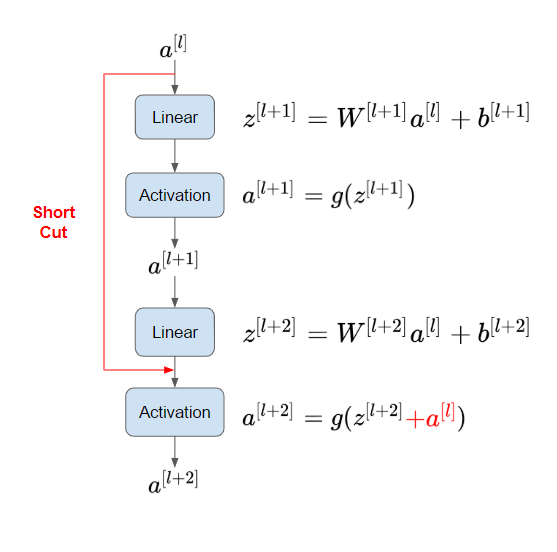 a^{[l]}
Linear
z^{[l+1]} = W^{[l+1]}a^{[l]} + b^{[l+1]}
Activation
a^{[l+1]} = g(z^{[l+1]})
Short
Cut
a^{[l+1]}
Linear
z^{[l+2]} = W^{[l+2]}a^{[l]} + b^{[l+2]}
Activation
a^{[l+2]} = g(z^{[l+2]}+a^{[l]})
a^{[l+2]}